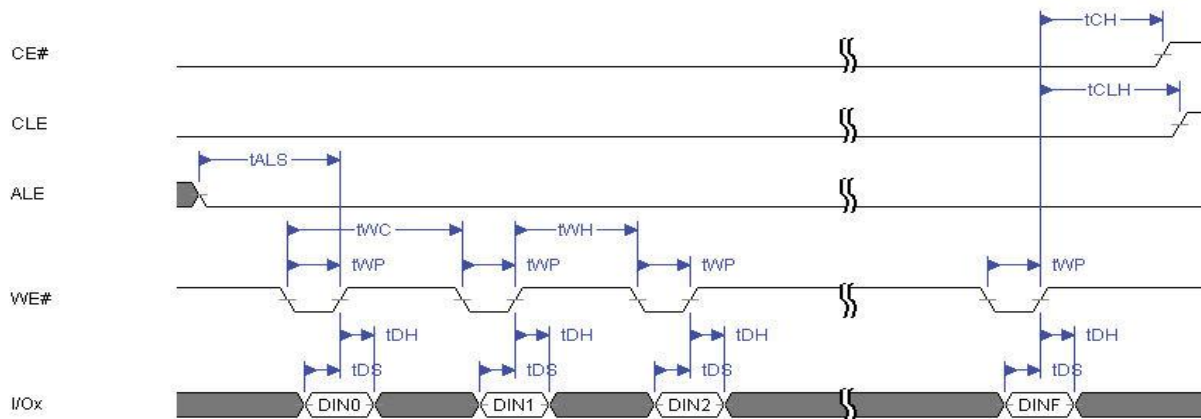 tCH
CE#
tCLH
CLE
tALS
ALE
tWC tWH
tWP tWP tWP tWP
WE#
tDH tDH tDH tDH
tDS tDS tDS tDS
I/Ox DIN0 DIN1 DIN2 DINF